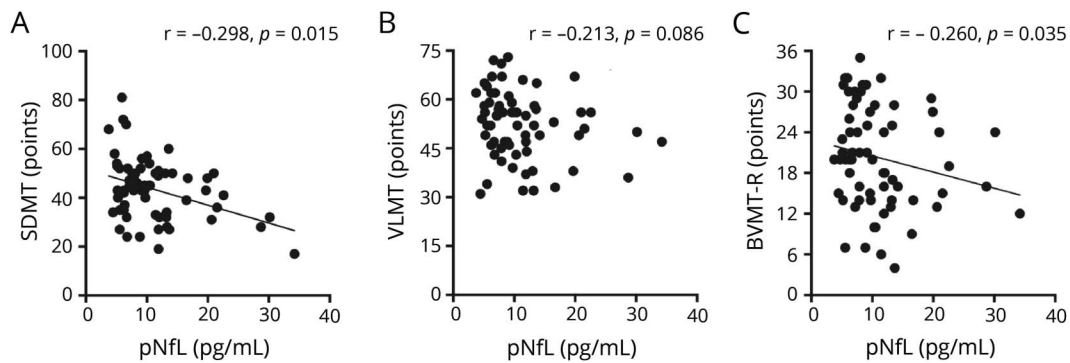 A
r = –0.298, p = 0.015
SDMT (points)
100
80
60
40
20
0
0 10 20 30 40
pNfL (pg/mL)
B
r = –0.213, p = 0.086
VLMT (points)
75
60
45
30
15
0
0 10 20 30 40
pNfL (pg/mL)
C
r = – 0.260, p = 0.035
BVMT-R (points)
36
30
24
18
12
6
0
0 10 20 30 40
pNfL (pg/mL)